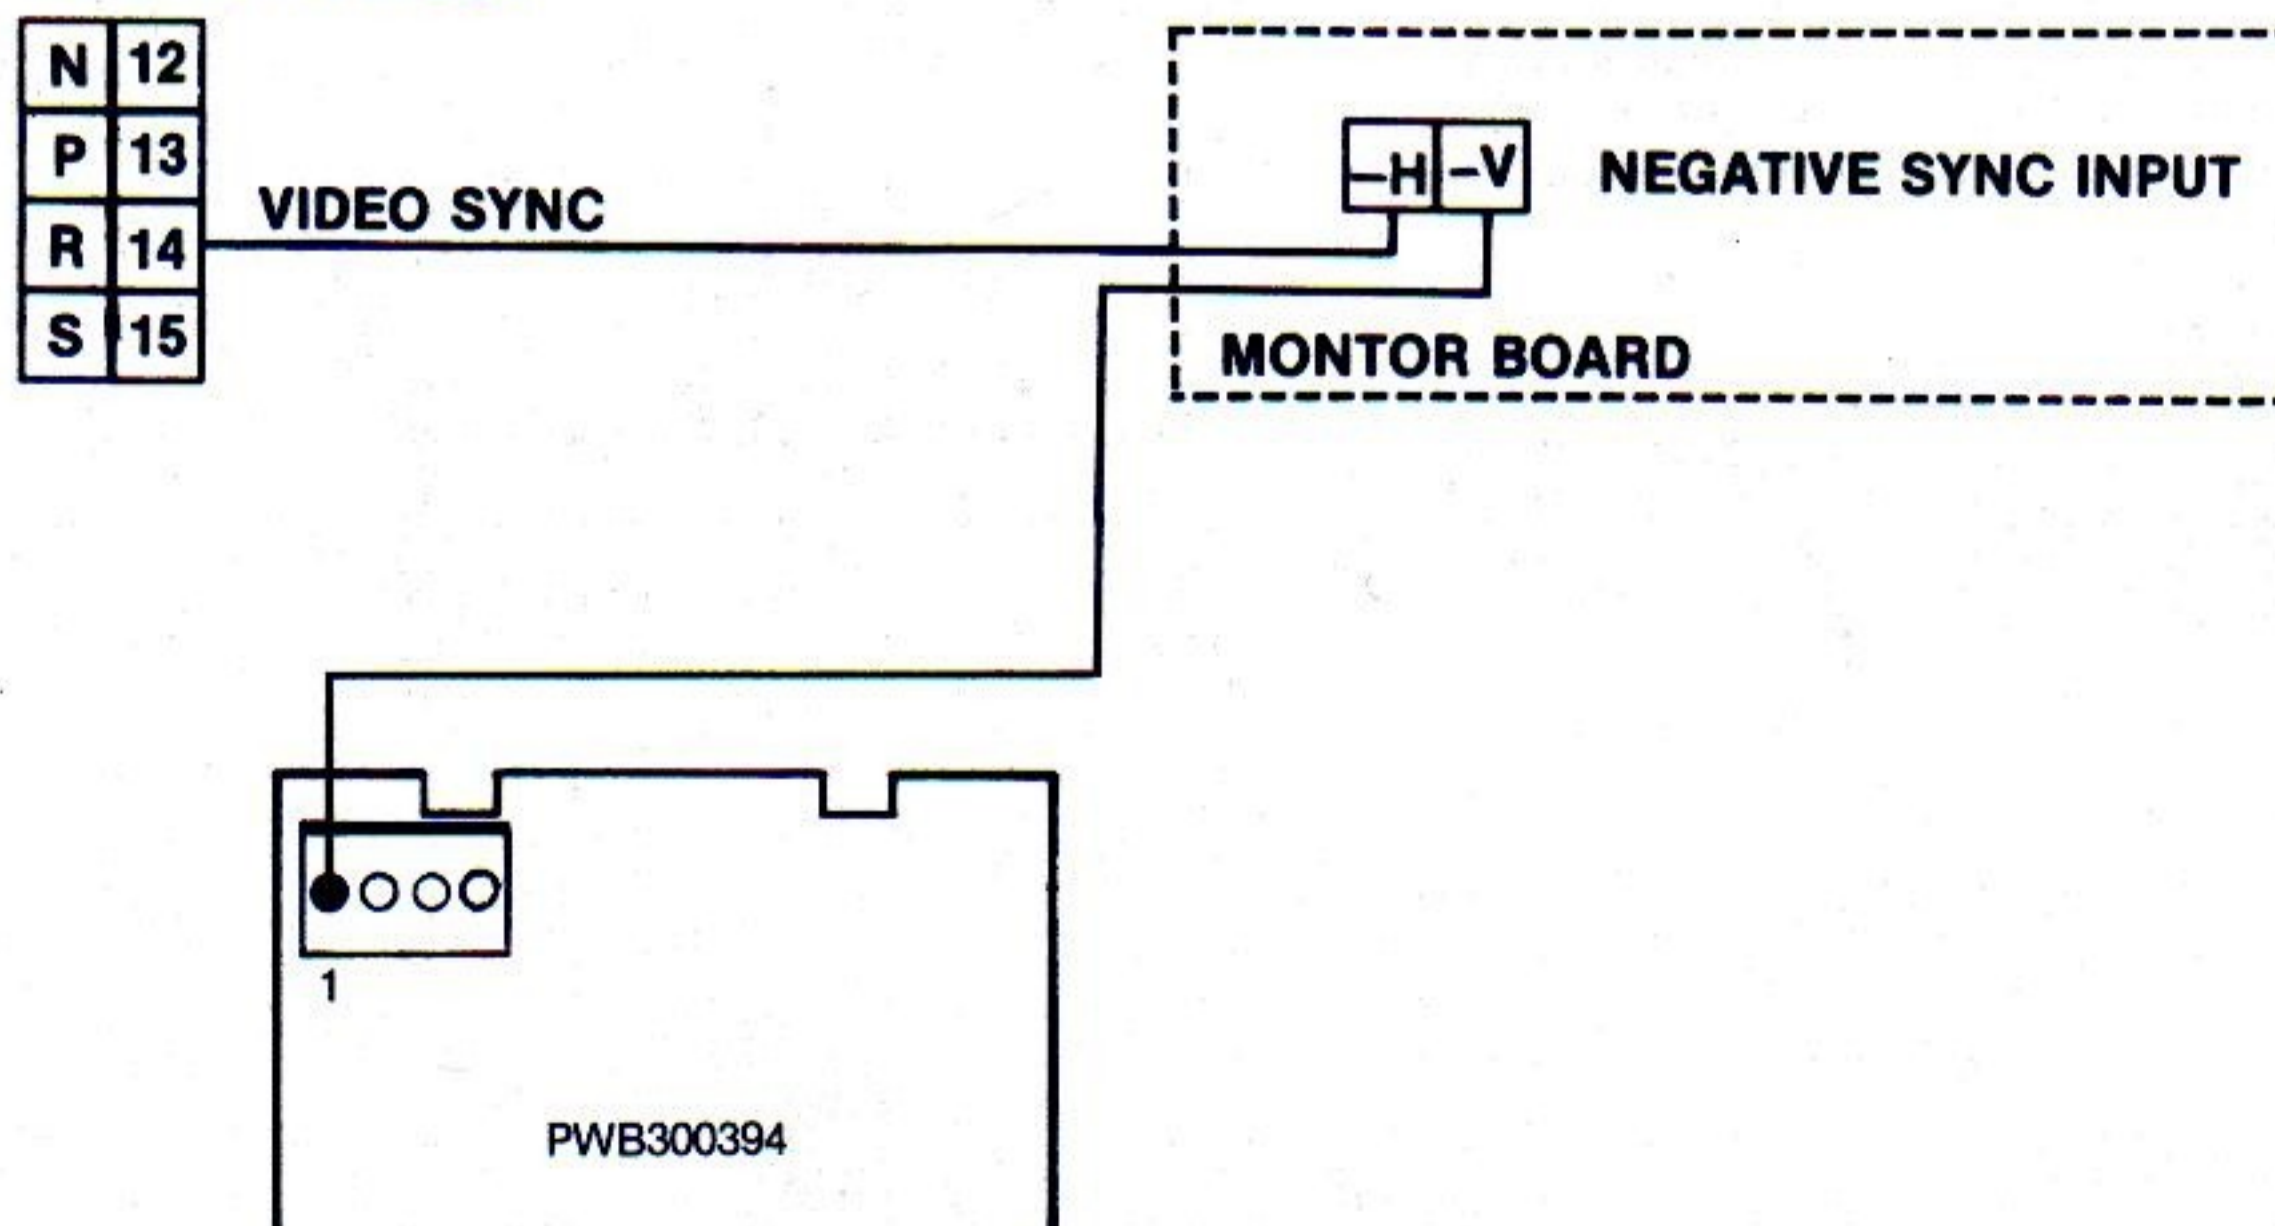 N 12
P 13
R 14
S 15
VIDEO SYNC
–H –V
NEGATIVE SYNC INPUT
MONTOR BOARD
1
PWB300394